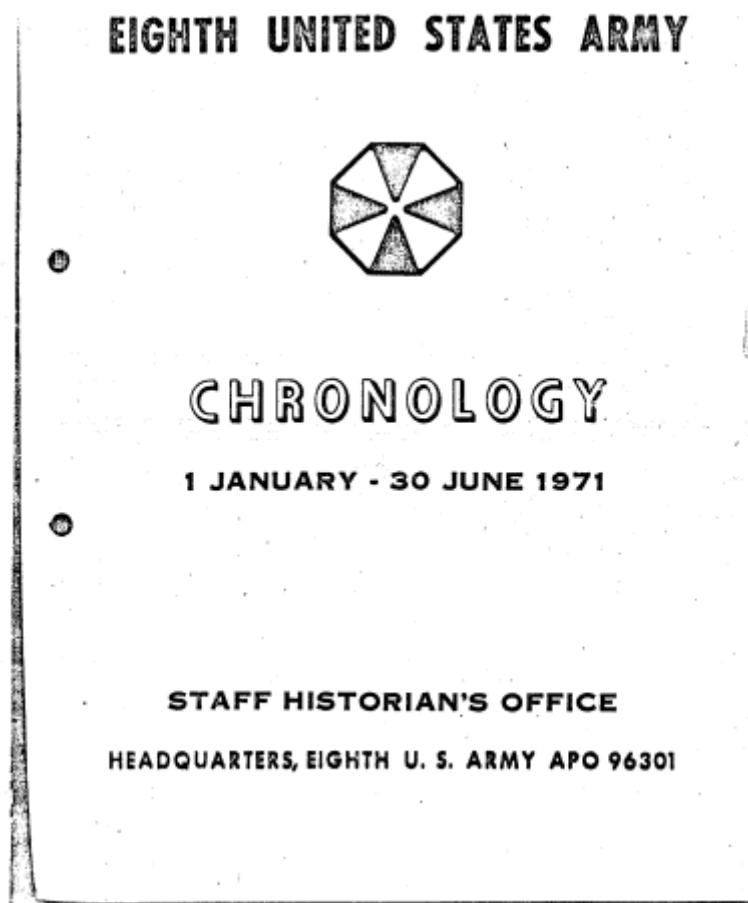 EIGHTH UNITED STATES ARMY
CHRONOLOGY
1 JANUARY - 30 JUNE 1971
STAFF HISTORIAN'S OFFICE
HEADQUARTERS, EIGHTH U. S. ARMY APO 96301